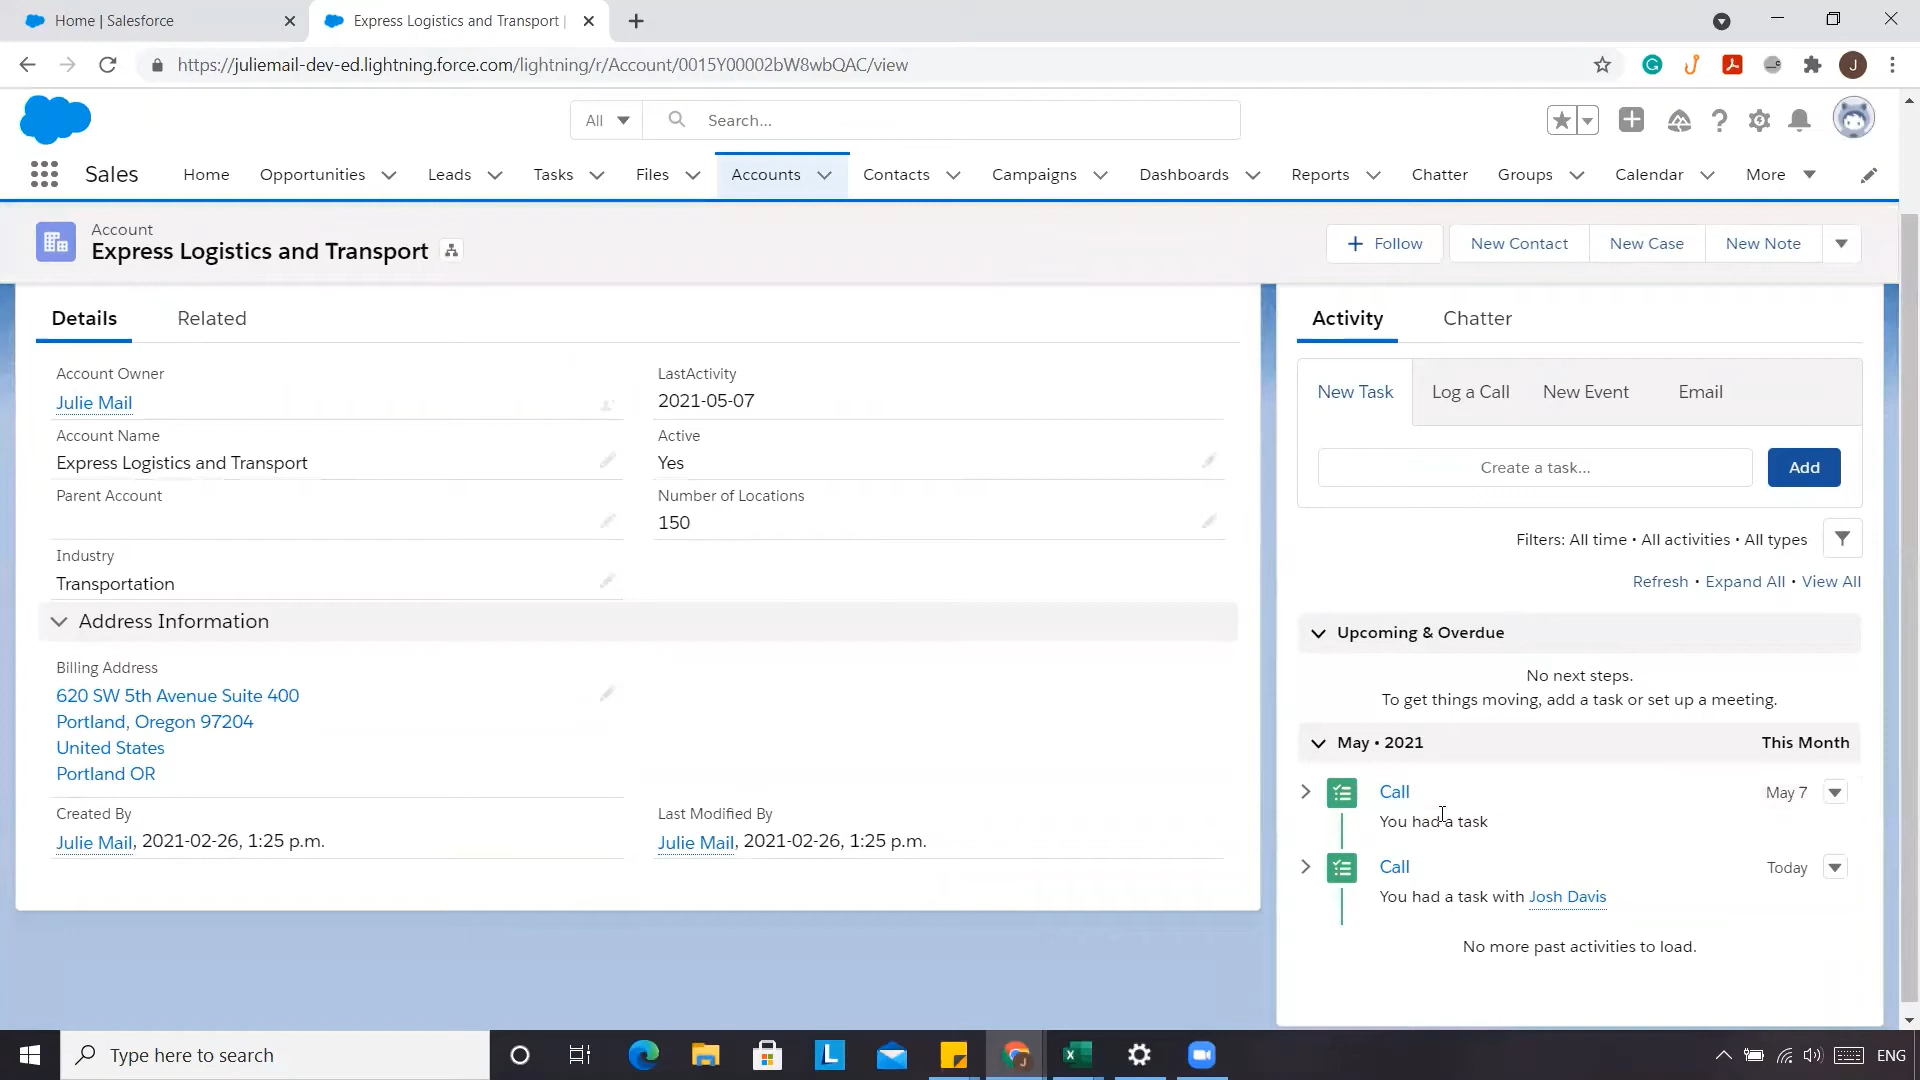 Home | Salesforce
Express Logistics and Transport |
https://juliemail-dev-ed.lightning.force.com/lightning/r/Account/0015Y00002bW8wbQAC/view
J
All
Search...
Sales
Home
Opportunities
Leads
Tasks
Files
Accounts
Contacts
Campaigns
Dashboards
Reports
Chatter
Groups
Calendar
More
Account
Express Logistics and Transport
Follow
New Contact
New Case
New Note
Details
Related
Account Owner
Julie Mail
LastActivity
2021-05-07
Account Name
Express Logistics and Transport
Active
Yes
Parent Account
Number of Locations
150
Industry
Transportation
Address Information
Billing Address
620 SW 5th Avenue Suite 400
Portland, Oregon 97204
United States
Portland OR
Created By
Julie Mail, 2021-02-26, 1:25 p.m.
Last Modified By
Julie Mail, 2021-02-26, 1:25 p.m.
Activity
Chatter
New Task
Log a Call
New Event
Email
Create a task...
Add
Filters: All time • All activities • All types
Refresh • Expand All • View All
Upcoming & Overdue
No next steps.
To get things moving, add a task or set up a meeting.
May • 2021
This Month
Call
May 7
You had a task
Call
Today
You had a task with Josh Davis
No more past activities to load.
Type here to search
ENG